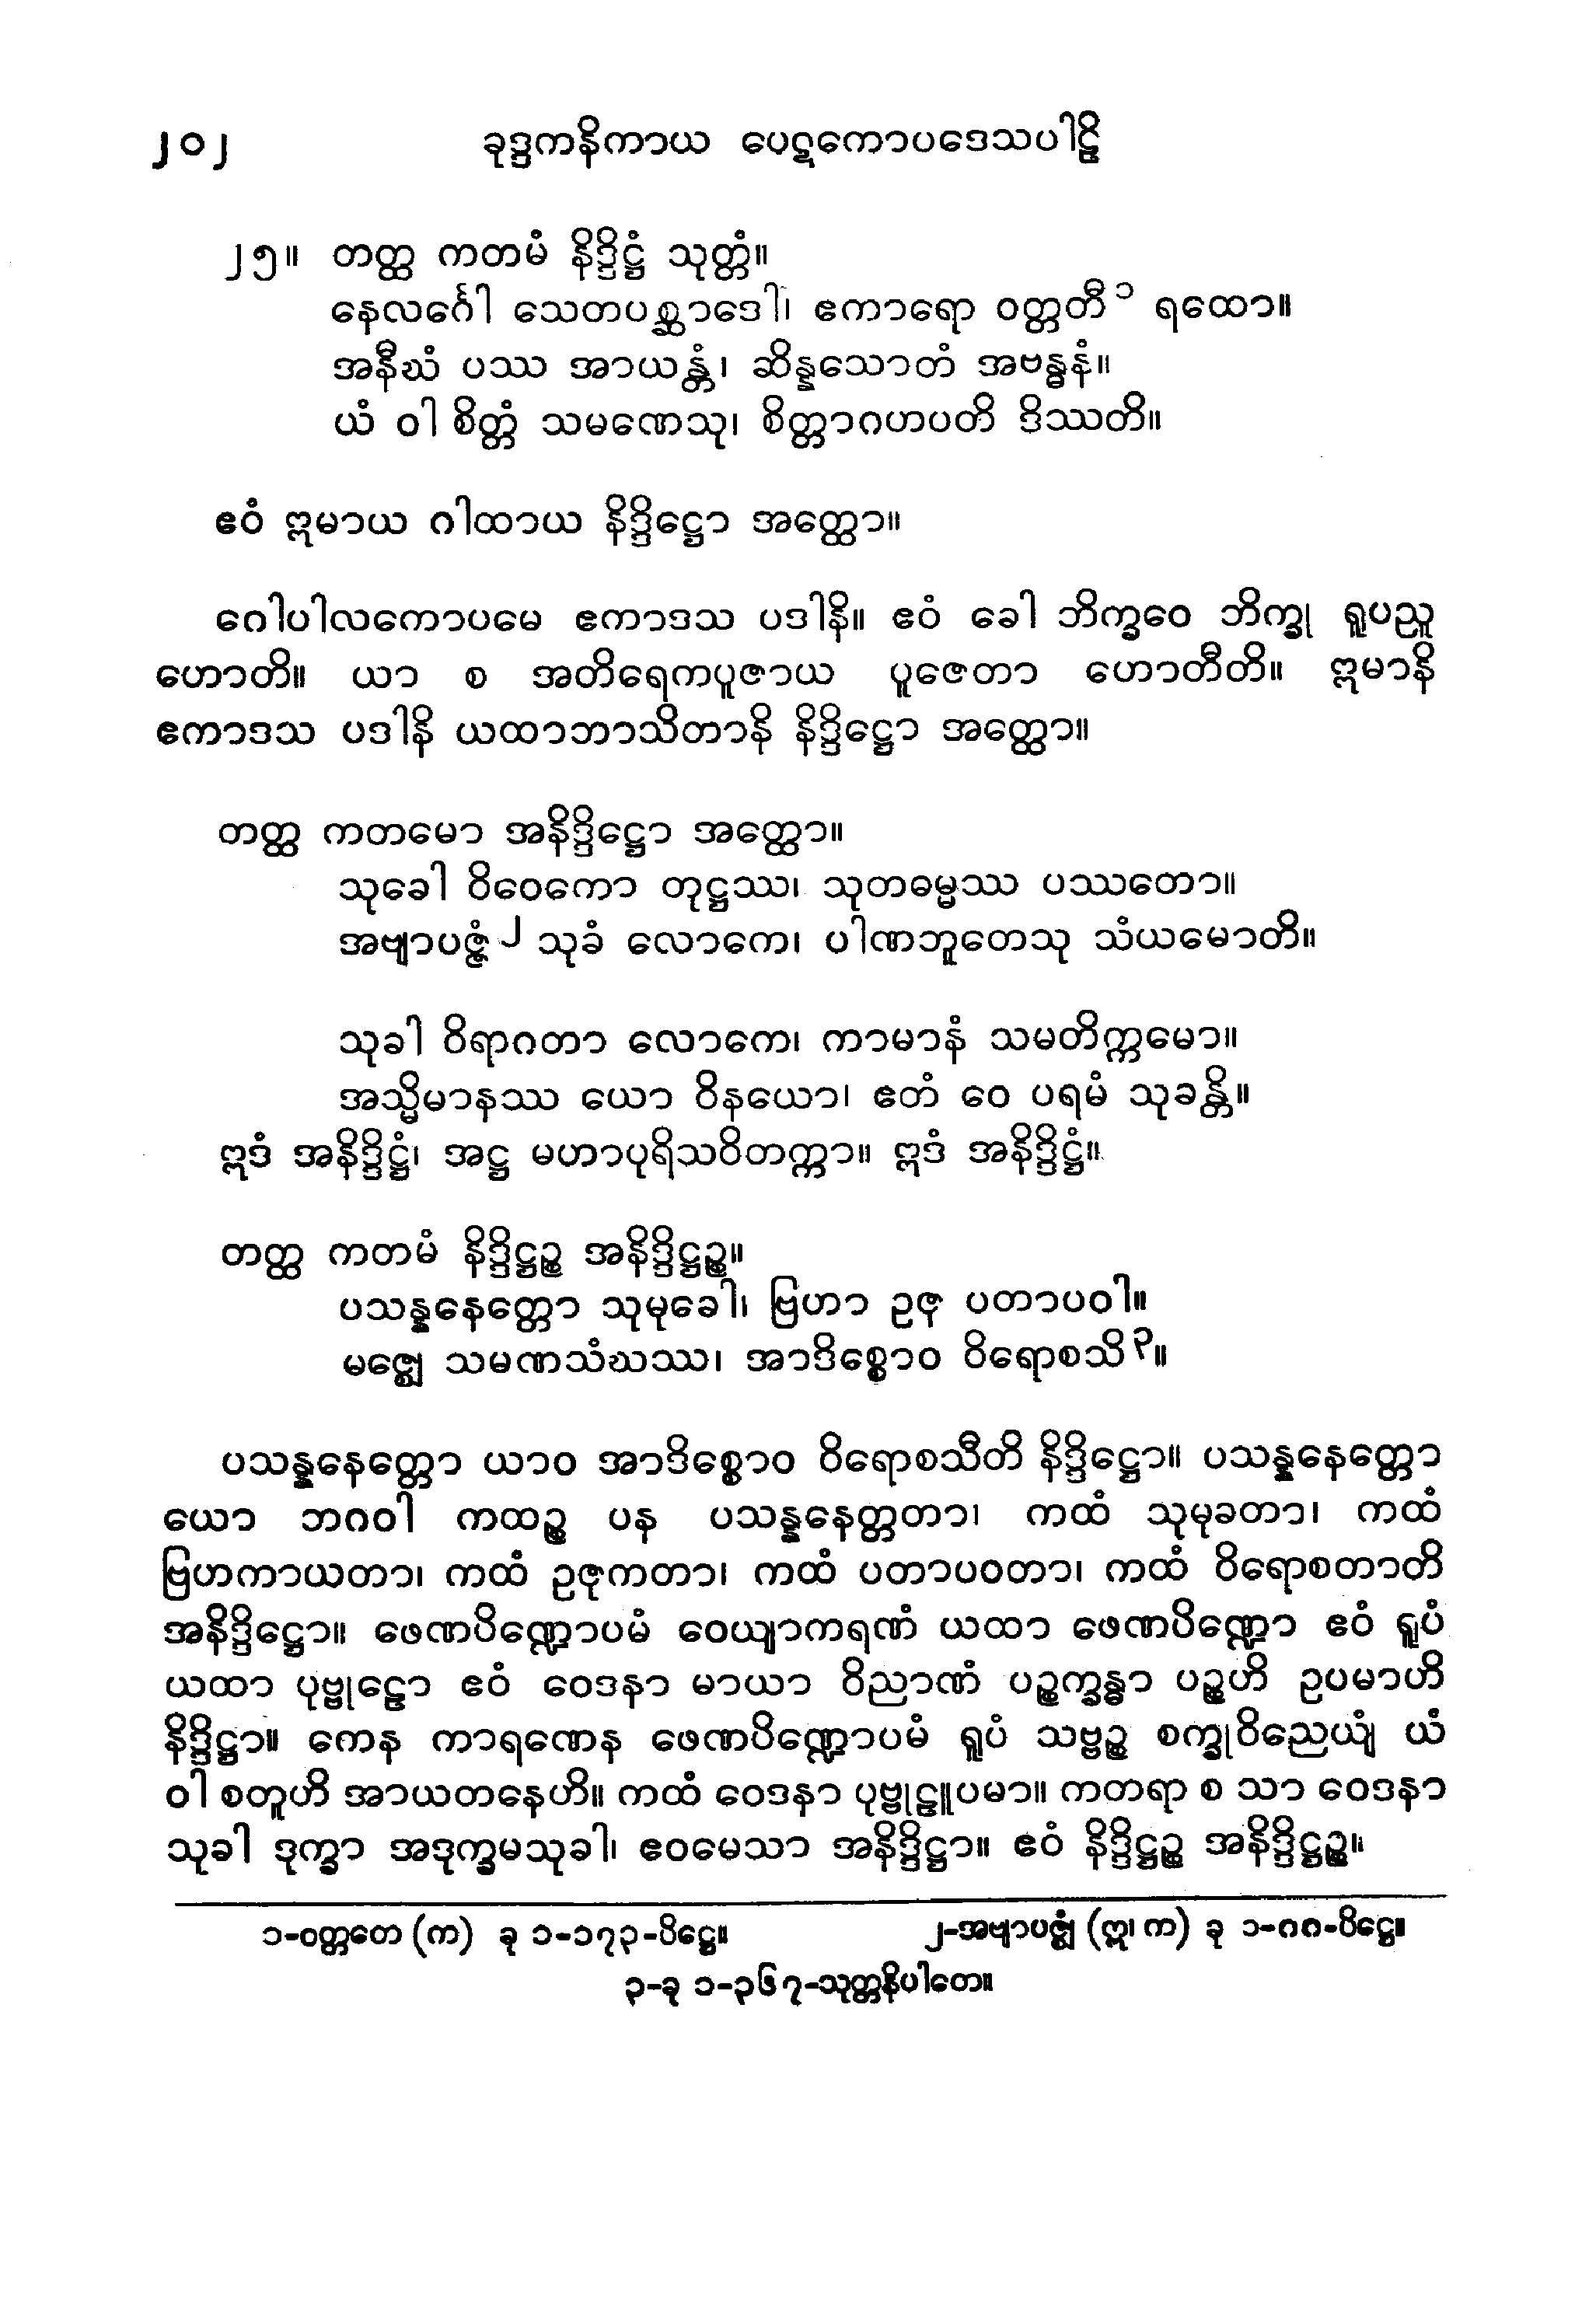 ၂၀၂ ခုဒ္ဒကနိကာယ ပေဋကောပဒေသပါဠိ
၂၅။ တတ္ထ ကတမံ နိဒ္ဒိဋ္ဌံ သုတ္တံ။
နေလင်္ဂေါ သေတပစ္ဆာဒေါ၊ ဧကာရော ဝတ္တတီ ၁ ရထော။
အနီဃံ ပဿ အာယန္တံ၊ ဆိန္နသောတံ အဗန္ဓနံ။
ယံ ဝါ စိတ္တံ သမဏေသု၊ စိတ္တာဂဟပတိ ဒိဿတိ။
ဧဝံ ဣမာယ ဂါထာယ နိဒ္ဒိဋ္ဌော အတ္ထော။
ဂေါပါလကောပမေ ဧကာဒသ ပဒါနိ။ ဧဝံ ခေါ ဘိက္ခဝေ ဘိက္ခု ရူပညူ
ဟောတိ။ ယာ စ အတိရေကပူဇာယ ပူဇေတာ ဟောတီတိ။ ဣမာနိ
ဧကာဒသ ပဒါနိ ယထာဘာသိတာနိ နိဒ္ဒိဋ္ဌော အတ္ထော။
တတ္ထ ကတမော အနိဒ္ဒိဋ္ဌော အတ္ထော။
သုခေါ ဝိဝေကော တုဋ္ဌဿ၊ သုတဓမ္မဿ ပဿတော။
အဗျာပဇ္ဇံ ၂ သုခံ လောကေ၊ ပါဏဘူတေသု သံယမောတိ။
သုခါ ဝိရာဂတာ လောကေ၊ ကာမာနံ သမတိက္ကမော။
အသ္မိမာနဿ ယော ဝိနယော၊ ဧတံ ဝေ ပရမံ သုခန္တိ။
ဣဒံ အနိဒ္ဒိဋ္ဌံ၊ အဋ္ဌ မဟာပုရိသဝိတက္ကာ။ ဣဒံ အနိဒ္ဒိဋ္ဌံ။
တတ္ထ ကတမံ နိဒ္ဒိဋ္ဌဉ္စ အနိဒ္ဒိဋ္ဌဉ္စ။
ပသန္နနေတ္တော သုမုခေါ၊ ဗြဟာ ဥဇု ပတာပဝါ။
မဇ္ဈေ သမဏသံဃဿ၊ အာဒိစ္စောဝ ဝိရောစသိ ၃။
ပသန္နနေတ္တော ယာဝ အာဒိစ္စောဝ ဝိရောစသီတိ နိဒ္ဒိဋ္ဌော။ ပသန္နနေတ္တော
ယော ဘဂဝါ ကထဉ္စ ပန ပသန္နနေတ္တတာ၊ ကထံ သုမုခတာ၊ ကထံ
ဗြဟကာယတာ၊ ကထံ ဥဇုကတာ၊ ကထံ ပတာပဝတာ၊ ကထံ ဝိရောစတာတိ
အနိဒ္ဒိဋ္ဌော။ ဖေဏပိဏ္ဍောပမံ ဝေယျာကရဏံ ယထာ ဖေဏပိဏ္ဍော ဧဝံ ရူပံ
ယထာ ပုဗ္ဗုဠော ဧဝံ ဝေဒနာ မာယာ ဝိညာဏံ ပဉ္စက္ခန္ဓာ ပဉ္စဟိ ဥပမာဟိ
နိဒ္ဒိဋ္ဌာ။ ကေန ကာရဏေန ဖေဏပိဏ္ဍောပမံ ရူပံ သဗ္ဗဉ္စ စက္ခုဝိညေယျံ ယံ
ဝါ စတူဟိ အာယတနေဟိ။ ကထံ ဝေဒနာ ပုဗ္ဗုဠူပမာ။ ကတရာ စ သာ ဝေဒနာ
သုခါ ဒုက္ခာ အဒုက္ခမသုခါ၊ ဧဝမေသာ အနိဒ္ဒိဋ္ဌာ။ ဧဝံ နိဒ္ဒိဋ္ဌဉ္စ အနိဒ္ဒိဋ္ဌဉ္စ။
၁-ဝတ္တတေ (က) ခု ၁-၁၇၃-ပိဋ္ဌေ။ ၂-အဗျာပဇ္ဈံ (ဣ၊ က) ခု ၁-၈၈-ပိဋ္ဌေ။
၃-ခု ၁-၃၆၇-သုတ္တနိပါတေ။